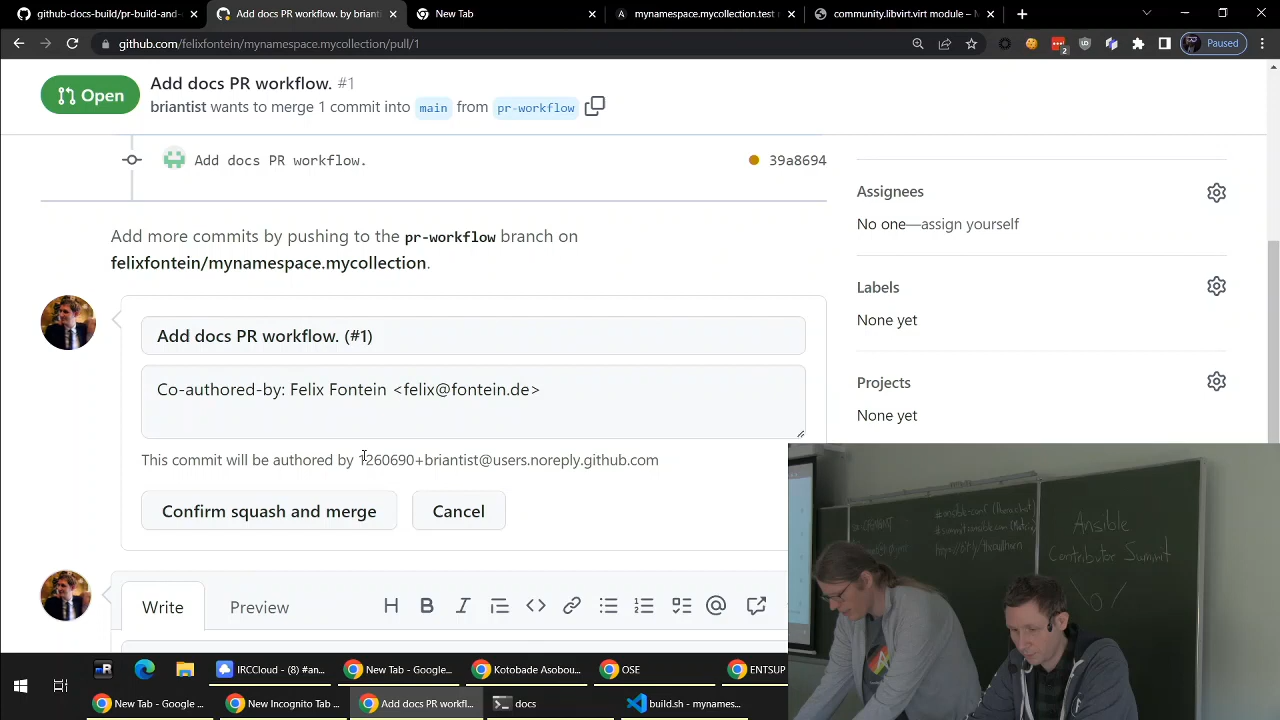 github-docs-build/pr-build-and-
Add docs PR workflow. by brianti
New Tab
mynamespace.mycollection.test
community.libvirt.virt module –
github.com/felixfontein/mynamespace.mycollection/pull/1
2
Paused
Open
Add docs PR workflow. #1
briantist wants to merge 1 commit into main from pr-workflow
Add docs PR workflow.
39a8694
Assignees
No one—assign yourself
Add more commits by pushing to the pr-workflow branch on
felixfontein/mynamespace.mycollection.
Labels
None yet
Add docs PR workflow. (#1)
Projects
None yet
Co-authored-by: Felix Fontein <felix@fontein.de>
This commit will be authored by 1260690+briantist@users.noreply.github.com
Confirm squash and merge
Cancel
Ansible
Contributor Summit
\o/
Write
Preview
IRCCloud - (8) #an...
New Tab - Google...
Kotobade Asobou...
OSE
ENTSUP
New Tab - Google ...
New Incognito Tab ...
Add docs PR workfl...
docs
build.sh - mynames...